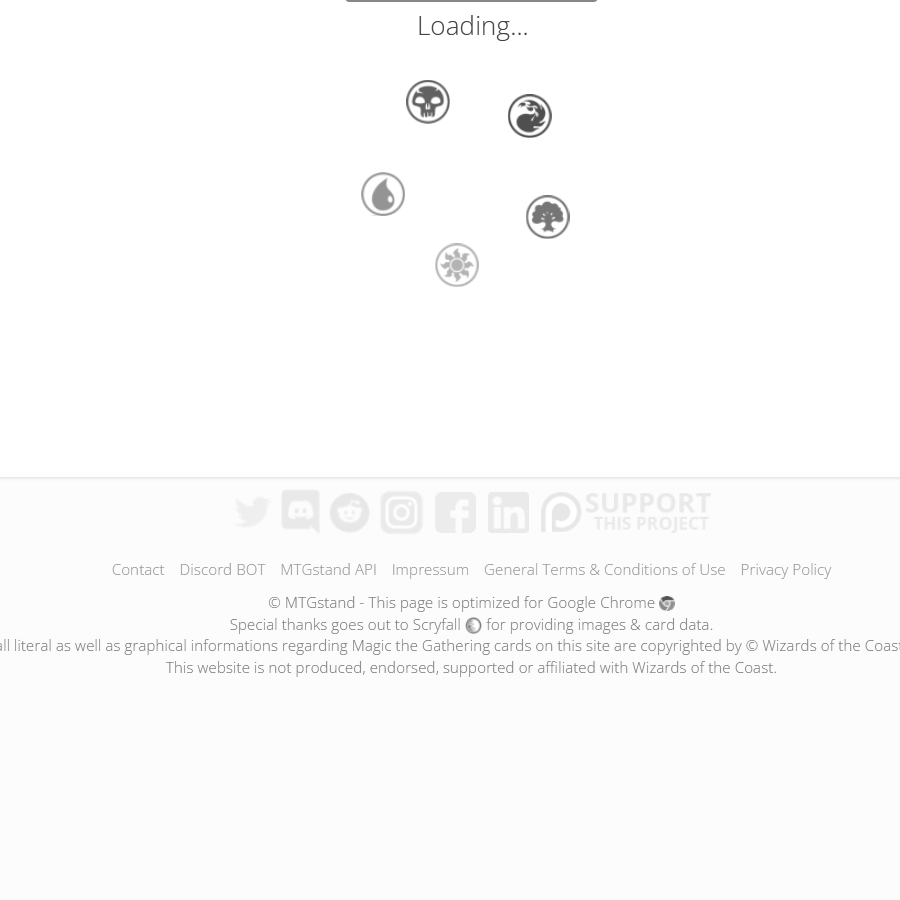 Loading...
SUPPORT
THIS PROJECT
Contact Discord BOT MTGstand API Impressum General Terms & Conditions of Use Privacy Policy
© MTGstand - This page is optimized for Google Chrome
Special thanks goes out to Scryfall for providing images & card data.
all literal as well as graphical informations regarding Magic the Gathering cards on this site are copyrighted by © Wizards of the Coast
This website is not produced, endorsed, supported or affiliated with Wizards of the Coast.